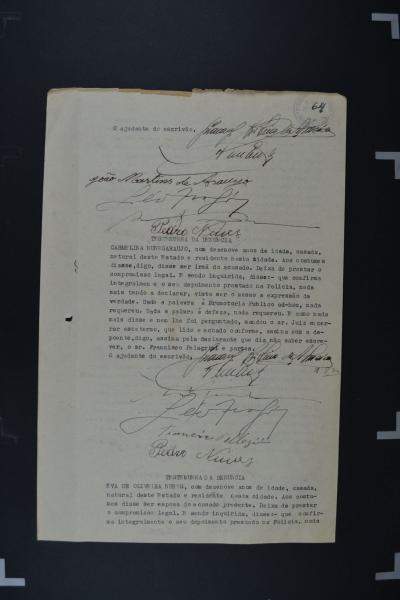 64
O ajudante do escrivão,
João Martins de Araujo
Pedro Nunes
TESTEMUNHA DA DENUNCIA
NUNES ARAUJO, com dezenove anos de idade, casada,
natural deste Estado e residente nesta cidade. Aos costumes
disse, digo, disse ser irmã do acusado. Deixa de prestar o
compromisso legal. E sendo inquirida, disse:- que confirma
integralmente o seu depoimento prestado na Policia, nada
mais tendo a declarar, visto ser o mesmo a expressão da
verdade. Dada a palavra á Promotoria Publica ad-hoc, nada
requereu. Dada a palavra á defeza, nada requereu. E como nada
mais disse e nem lhe foi perguntado, mandou o sr. Juiz encer-
rar este termo, que lido e achado conforme, assina com a de-
poente, digo, assina pela declarante que diz não saber escre-
ver, o sr. Francisco Pelegrini e partes.
O ajudante do escrivão,
Francisco
Pedro Nunes
TESTEMUNHA DA DENUNCIA
EVA DE OLIVEIRA NUNES, com dezenove anos de idade, casada,
natural deste Estado e residente nesta cidade. Aos costu-
mes disse ser esposa do acusado presente. Deixa de prestar
o compromisso legal. E sendo inquirida, disse:- que confir-
ma integralmente o seu depoimento prestado na Policia, nada